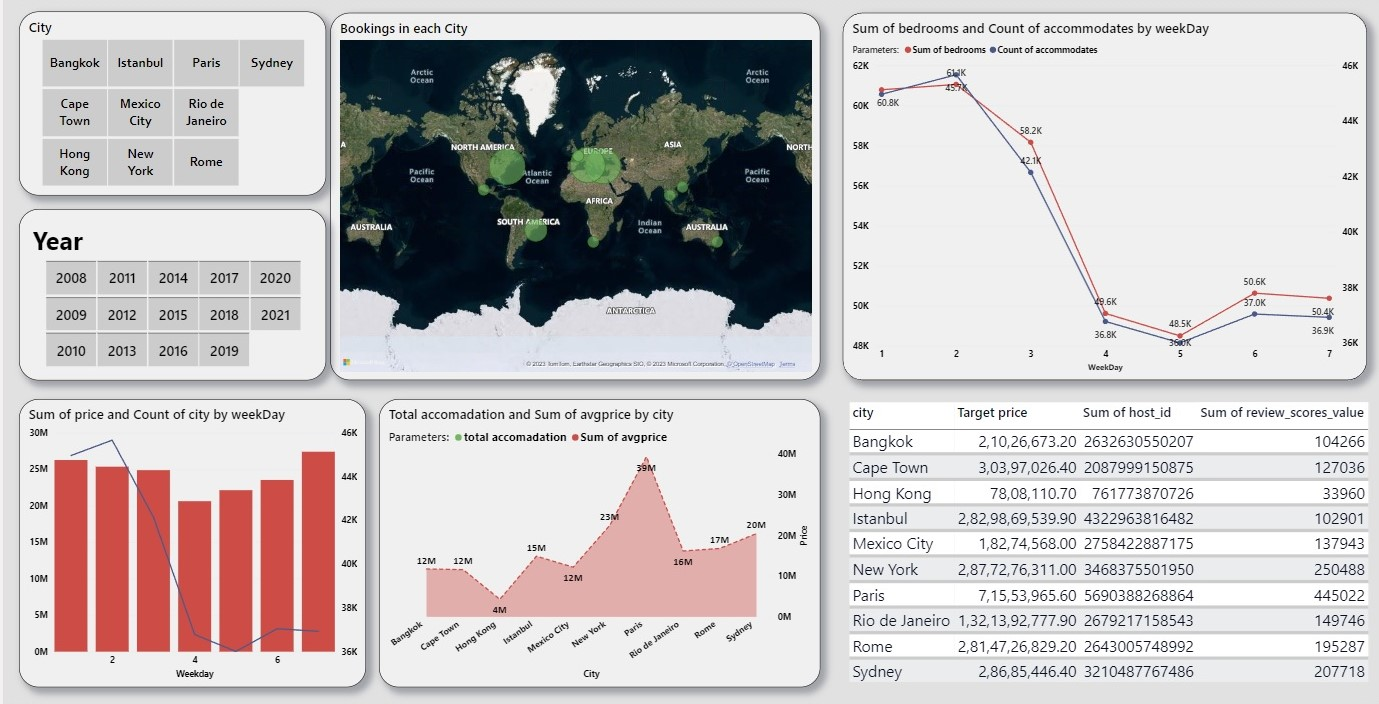 City
Bangkok Istanbul Paris Sydney
Cape Town Mexico City Rio de Janeiro
Hong Kong New York Rome
Year
2008 2011 2014 2017 2020
2009 2012 2015 2018 2021
2010 2013 2016 2019
Bookings in each City
Arctic Ocean Arctic Ocean
NORTH AMERICA EUROPE ASIA NORTH
A
Pacific Ocean Atlantic Ocean Pacific Ocean
AFRICA
SOUTH AMERICA Indian Ocean
AUSTRALIA AUSTRALIA
ANTARCTICA
© 2023 TomTom, Earthstar Geographics SIO, © 2023 Microsoft Corporation, © OpenStreetMap Terms
Sum of bedrooms and Count of accommodates by weekDay
Parameters: Sum of bedrooms Count of accommodates
62K 46K
61.1K
45.7K
60.8K
60K
44K
58.2K
58K
42.1K
42K
56K
54K
40K
52K
50.6K
38K
50K
49.6K
37.0K
50.4K
48.5K
36.8K
36.9K
36.0K
48K 36K
1 2 3 4 5 6 7
WeekDay
Sum of price and Count of city by weekDay
30M 46K
25M 44K
20M 42K
15M
40K
10M
5M 38K
0M 36K
2 4 6
Weekday
Total accomadation and Sum of avgprice by city
Parameters: total accomadation Sum of avgprice
40M
39M
30M
23M
20M
20M
17M
15M
16M
12M 12M
12M
10M
4M
0M
Price
Bangkok Cape Town Hong Kong Istanbul Mexico City New York Paris Rio de Janeiro Rome Sydney
City
city Target price Sum of host_id Sum of review_scores_value
Bangkok 2,10,26,673.20 2632630550207 104266
Cape Town 3,03,97,026.40 2087999150875 127036
Hong Kong 78,08,110.70 761773870726 33960
Istanbul 2,82,98,69,539.90 4322963816482 102901
Mexico City 1,82,74,568.00 2758422887175 137943
New York 2,87,72,76,311.00 3468375501950 250488
Paris 7,15,53,965.60 5690388268864 445022
Rio de Janeiro 1,32,13,92,777.90 2679217158543 149746
Rome 2,81,47,26,829.20 2643005748992 195287
Sydney 2,86,85,446.40 3210487767486 207718